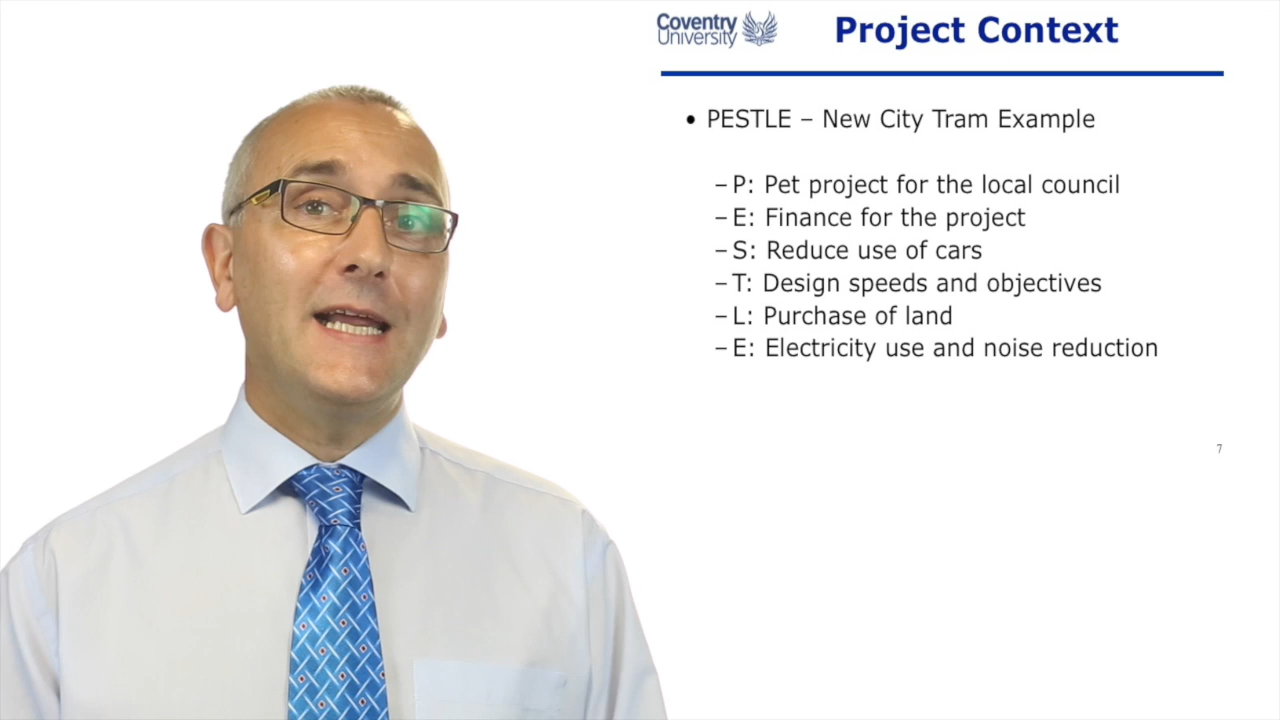 Coventry
University
Project Context
• PESTLE – New City Tram Example
– P: Pet project for the local council
– E: Finance for the project
– S: Reduce use of cars
– T: Design speeds and objectives
– L: Purchase of land
– E: Electricity use and noise reduction
7